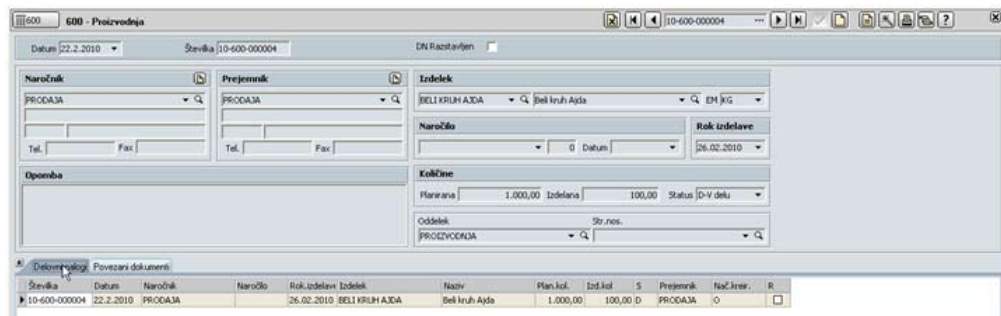 600 600 - Proizvodnja 10-600-000004 ... ?
Datum 22.2.2010 Številka 10-600-000004 DN Razstavljen
Naročnik Prejemnik Izdelek
PRODAJA PRODAJA BELI KRUH AJDA Beli kruh Ajda EM KG
Naročilo Rok izdelave
0 Datum 26.02.2010
Tel. Fax Tel. Fax
Opomba Količine
Planirana 1.000,00 Izdelana 100,00 Status D-V delu
Oddelek Str.nos.
PROIZVODNJA
Delovni nalogi Povezani dokumenti
Številka Datum Naročnik Naročilo Rok.izdelave Izdelek Naziv Plan.kol. Izd.kol S Prejemnik Nač.kreir. R
10-600-000004 22.2.2010 PRODAJA 26.02.2010 BELI KRUH AJDA Beli kruh Ajda 1.000,00 100,00 D PRODAJA O